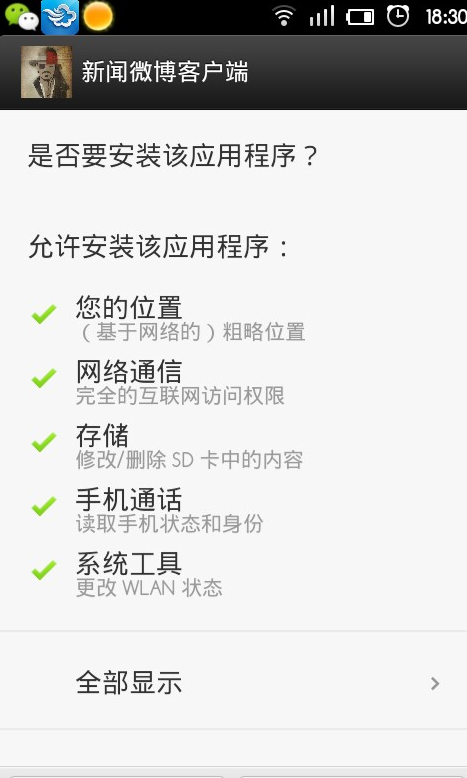 18:30
新闻微博客户端
是否要安装该应用程序？
允许安装该应用程序：
您的位置
（基于网络的）粗略位置
网络通信
完全的互联网访问权限
存储
修改/删除 SD 卡中的内容
手机通话
读取手机状态和身份
系统工具
更改 WLAN 状态
全部显示